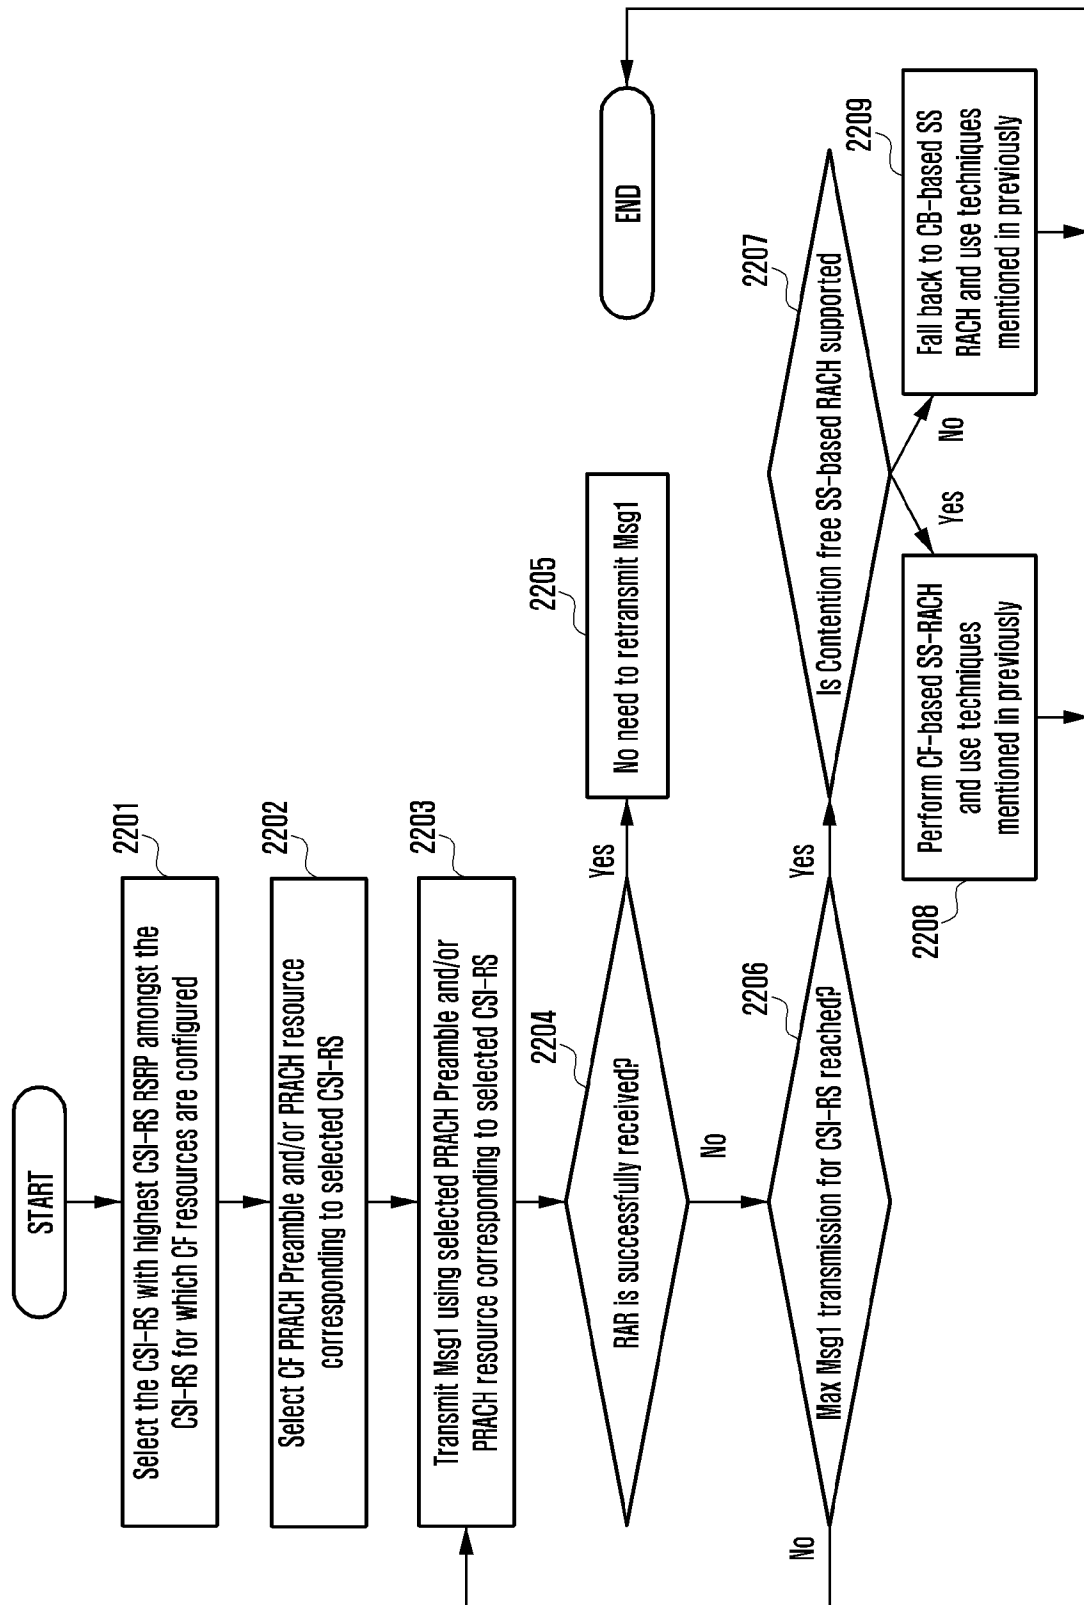 START
2201
Select the CSI-RS with highest CSI-RS RSRP amongst the
CSI-RS for which CF resources are configured
2202
Select CF PRACH Preamble and/or PRACH resource
corresponding to selected CSI-RS
2203
Transmit Msg1 using selected PRACH Preamble and/or
PRACH resource corresponding to selected CSI-RS
2204
RAR is successfully received?
Yes
2205
No need to retransmit Msg1
No
2206
Max Msg1 transmission for CSI-RS reached?
No
Yes
2207
Is Contention free SS-based RACH supported
Yes
No
2208
Perform CF-based SS-RACH
and use techniques
mentioned in previously
2209
Fall back to CB-based SS
RACH and use techniques
mentioned in previously
END